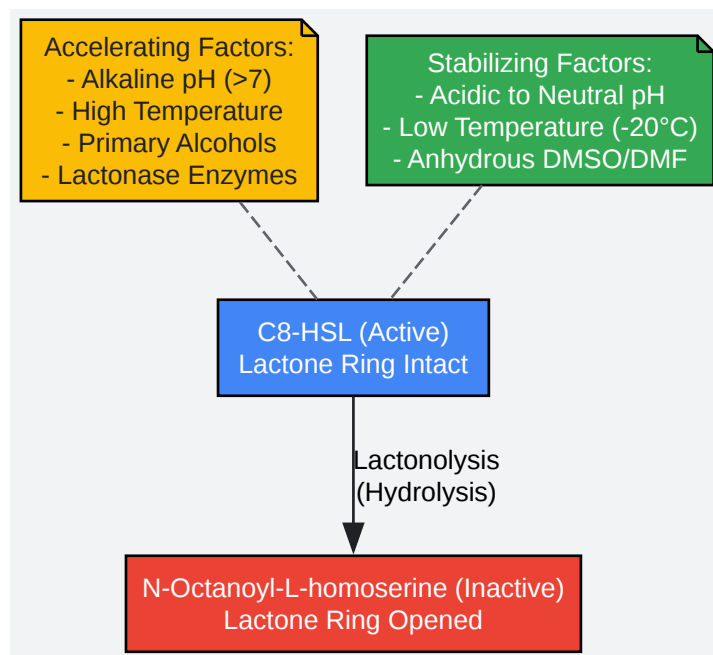 Accelerating Factors:
- Alkaline pH (>7)
- High Temperature
- Primary Alcohols
- Lactonase Enzymes
Stabilizing Factors:
- Acidic to Neutral pH
- Low Temperature (-20°C)
- Anhydrous DMSO/DMF
C8-HSL (Active)
Lactone Ring Intact
Lactonolysis
(Hydrolysis)
N-Octanoyl-L-homoserine (Inactive)
Lactone Ring Opened